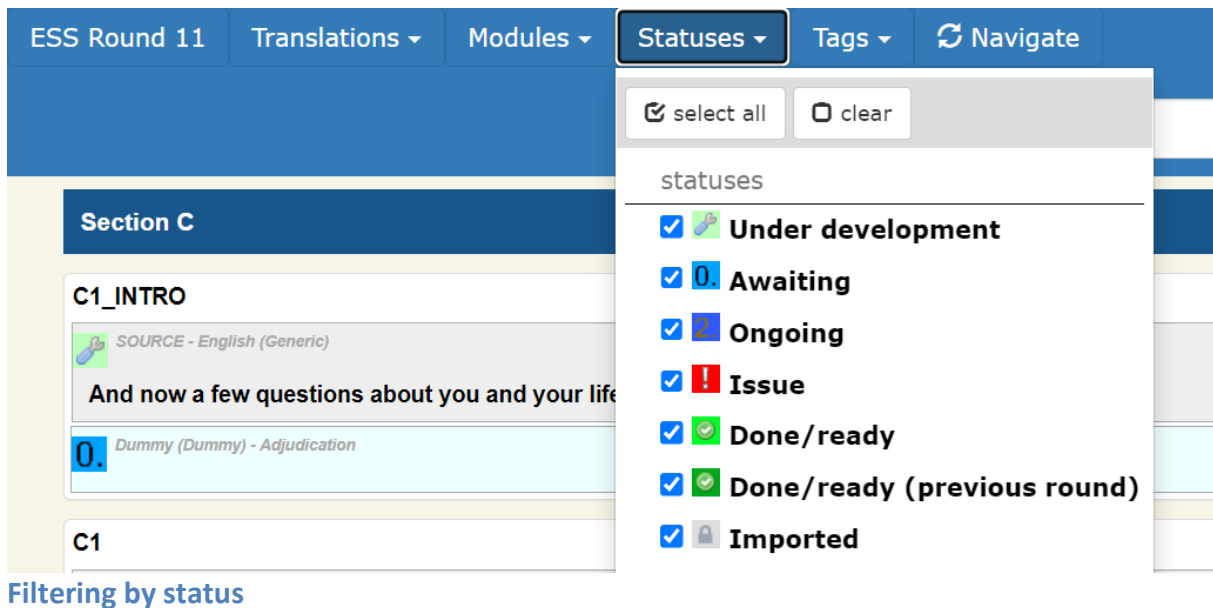 ESS Round 11 Translations Modules Statuses Tags Navigate
select all clear
statuses
Section C
Under development
0. Awaiting
C1_INTRO
2. Ongoing
SOURCE - English (Generic)
! Issue
And now a few questions about you and your life
Done/ready
0. Dummy (Dummy) - Adjudication
Done/ready (previous round)
Imported
C1
Filtering by status